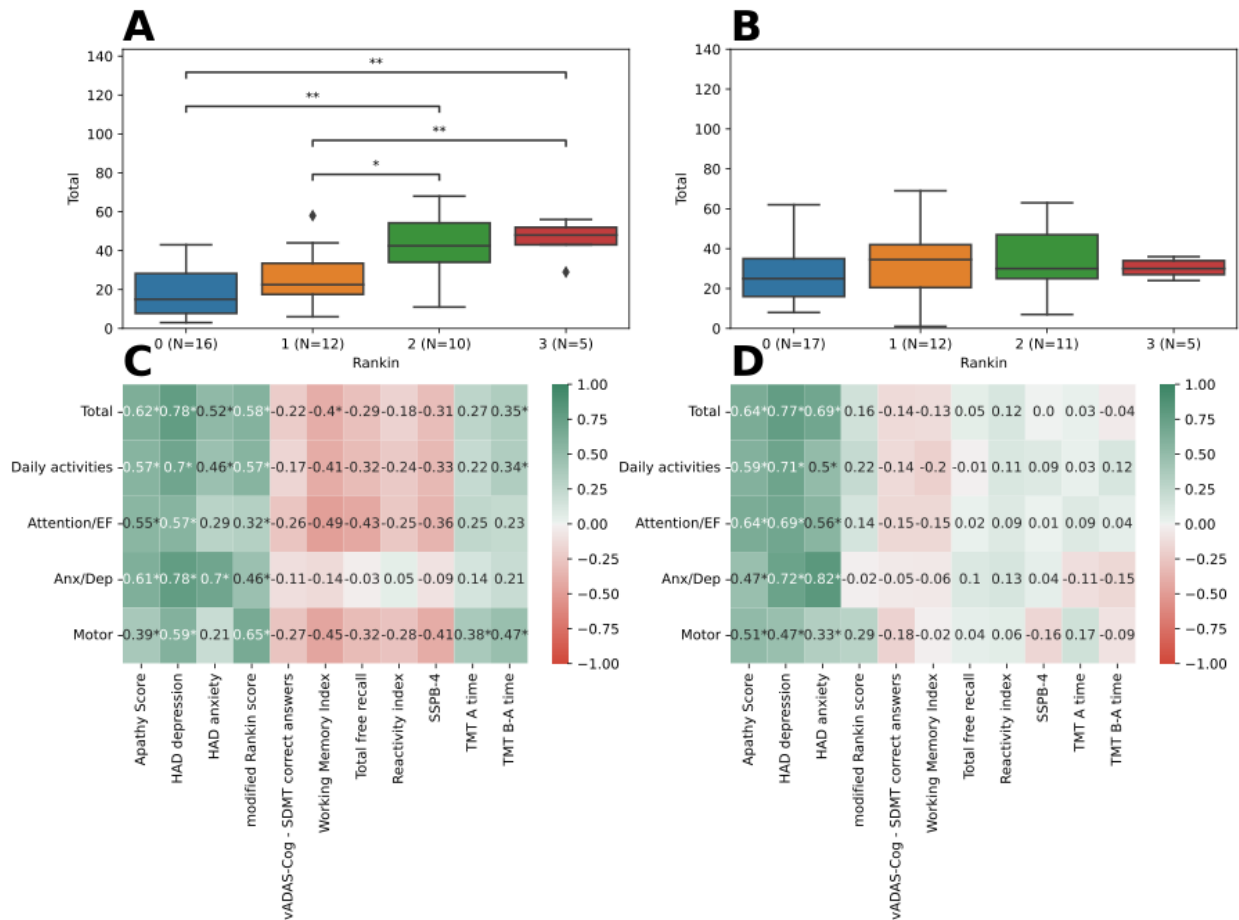 A
B
140
120
100
80
60
40
20
0
Total
**
**
**
*
0 (N=16) 1 (N=12) 2 (N=10) 3 (N=5)
Rankin
140
120
100
80
60
40
20
0
Total
0 (N=17) 1 (N=12) 2 (N=11) 3 (N=5)
Rankin
C
Total 0.62* 0.78* 0.52* 0.58* -0.22 -0.4* -0.29 -0.18 -0.31 0.27 0.35*
Daily activities 0.57* 0.7* 0.46* 0.57* -0.17 -0.41 -0.32 -0.24 -0.33 0.22 0.34*
Attention/EF 0.55* 0.57* 0.29 0.32* -0.26 -0.49 -0.43 -0.25 -0.36 0.25 0.23
Anx/Dep 0.61* 0.78* 0.7* 0.46* -0.11 -0.14 -0.03 0.05 -0.09 0.14 0.21
Motor 0.39* 0.59* 0.21 0.65* -0.27 -0.45 -0.32 -0.28 -0.41 0.38* 0.47*
Apathy Score
HAD depression
HAD anxiety
modified Rankin score
vADAS-Cog - SDMT correct answers
Working Memory Index
Total free recall
Reactivity index
SSPB-4
TMT A time
TMT B-A time
1.00
0.75
0.50
0.25
0.00
−0.25
−0.50
−0.75
−1.00
D
Total 0.64* 0.77* 0.69* 0.16 -0.14 -0.13 0.05 0.12 0.0 0.03 -0.04
Daily activities 0.59* 0.71* 0.5* 0.22 -0.14 -0.2 -0.01 0.11 0.09 0.03 0.12
Attention/EF 0.64* 0.69* 0.56* 0.14 -0.15 -0.15 0.02 0.09 0.01 0.09 0.04
Anx/Dep 0.47* 0.72* 0.82* -0.02 -0.05 -0.06 0.1 0.13 0.04 -0.11 -0.15
Motor 0.51* 0.47* 0.33* 0.29 -0.18 -0.02 0.04 0.06 -0.16 0.17 -0.09
Apathy Score
HAD depression
HAD anxiety
modified Rankin score
vADAS-Cog - SDMT correct answers
Working Memory Index
Total free recall
Reactivity index
SSPB-4
TMT A time
TMT B-A time
1.00
0.75
0.50
0.25
0.00
−0.25
−0.50
−0.75
−1.00